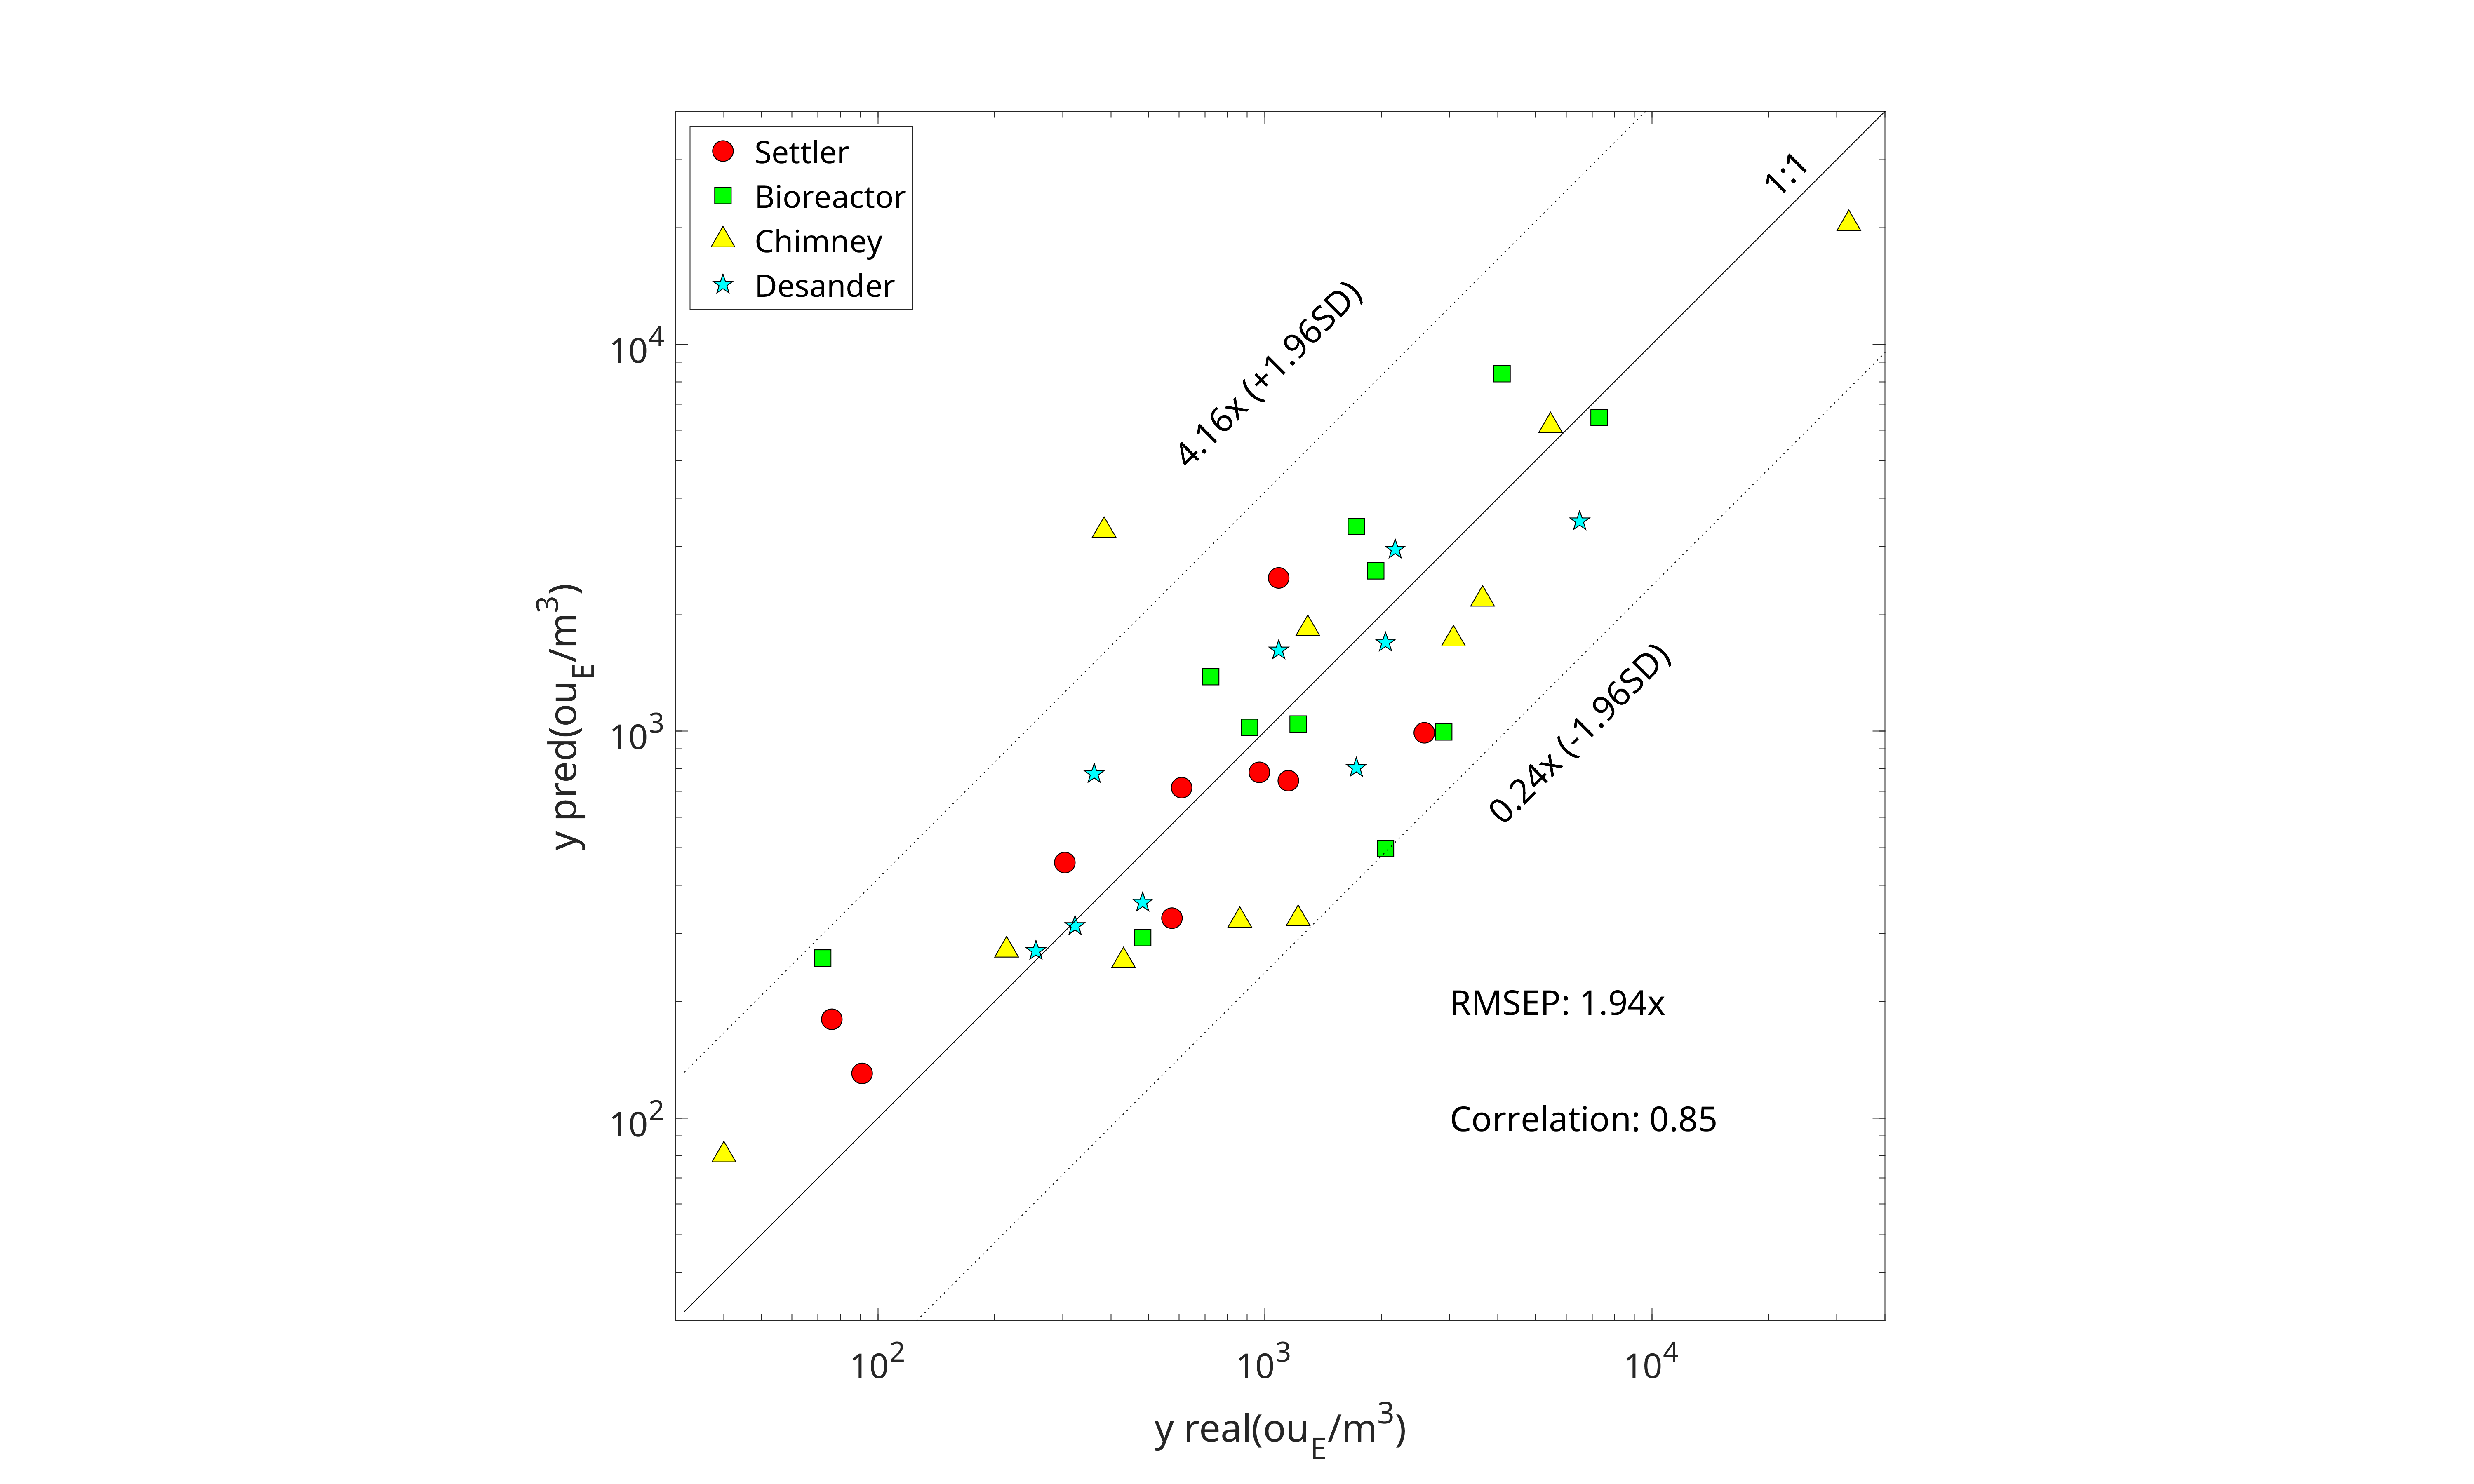 Settler
Bioreactor
Chimney
Desander
1:1
4.16x (+1.96SD))
0.24x (-1.96SD))
RMSEP: 1.94x
Correlation: 0.85
10^4
10^3
10^2
y pred(ou_E/m^3)
10^2
10^3
10^4
y real(ou_E/m^3)